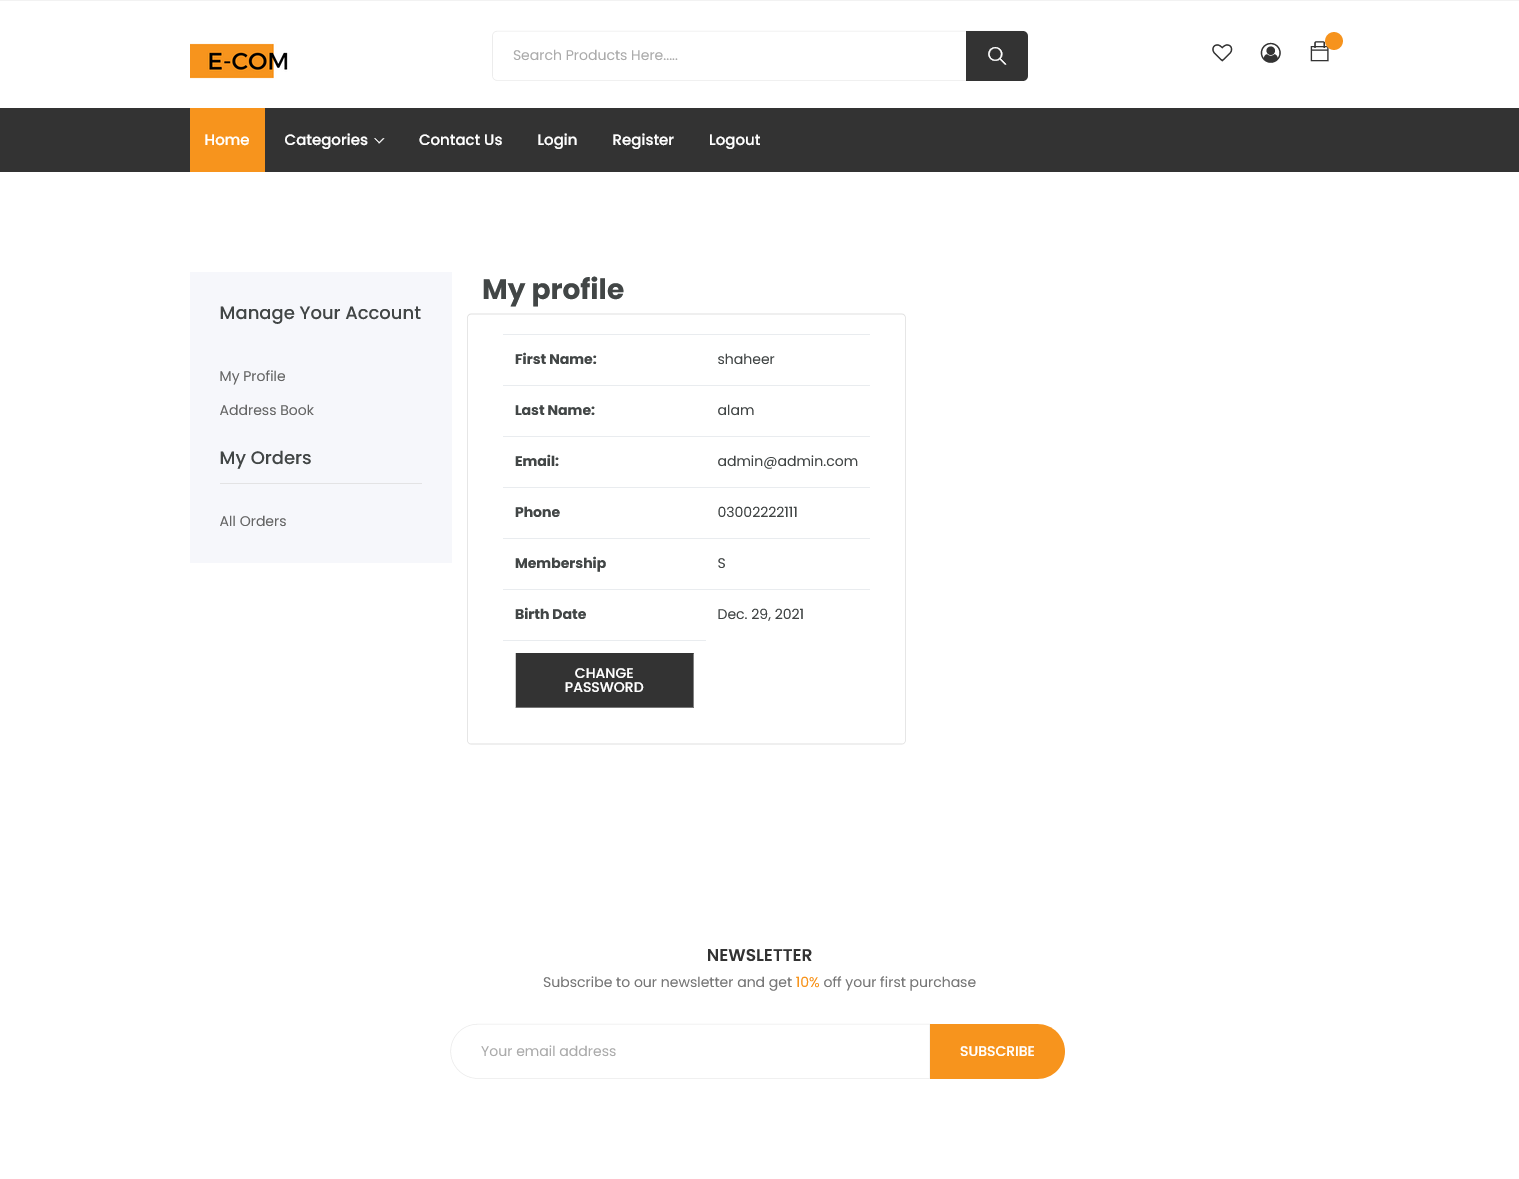 E-COM
Search Products Here.....
Home Categories Contact Us Login Register Logout
Manage Your Account
My Profile
Address Book
My Orders
All Orders
My profile
First Name: shaheer
Last Name: alam
Email: admin@admin.com
Phone 03002222111
Membership S
Birth Date Dec. 29, 2021
CHANGE
PASSWORD
NEWSLETTER
Subscribe to our newsletter and get 10% off your first purchase
Your email address SUBSCRIBE